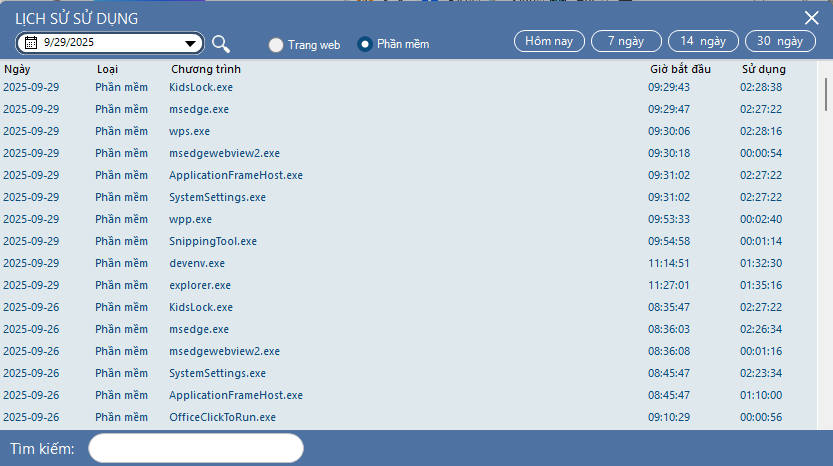 LỊCH SỬ SỬ DỤNG
9/29/2025 Trang web Phần mềm Hôm nay 7 ngày 14 ngày 30 ngày
Ngày Loại Chương trình Giờ bắt đầu Sử dụng
2025-09-29 Phần mềm KidsLock.exe 09:29:43 02:28:38
2025-09-29 Phần mềm msedge.exe 09:29:47 02:27:22
2025-09-29 Phần mềm wps.exe 09:30:06 02:28:16
2025-09-29 Phần mềm msedgewebview2.exe 09:30:18 00:00:54
2025-09-29 Phần mềm ApplicationFrameHost.exe 09:31:02 02:27:22
2025-09-29 Phần mềm SystemSettings.exe 09:31:02 02:27:22
2025-09-29 Phần mềm wpp.exe 09:53:33 00:02:40
2025-09-29 Phần mềm SnippingTool.exe 09:54:58 00:01:14
2025-09-29 Phần mềm devenv.exe 11:14:51 01:32:30
2025-09-29 Phần mềm explorer.exe 11:27:01 01:35:16
2025-09-26 Phần mềm KidsLock.exe 08:35:47 02:27:22
2025-09-26 Phần mềm msedge.exe 08:36:03 02:26:34
2025-09-26 Phần mềm msedgewebview2.exe 08:36:08 00:01:16
2025-09-26 Phần mềm SystemSettings.exe 08:45:47 02:23:34
2025-09-26 Phần mềm ApplicationFrameHost.exe 08:45:47 01:10:00
2025-09-26 Phần mềm OfficeClickToRun.exe 09:10:29 00:00:56
Tìm kiếm: